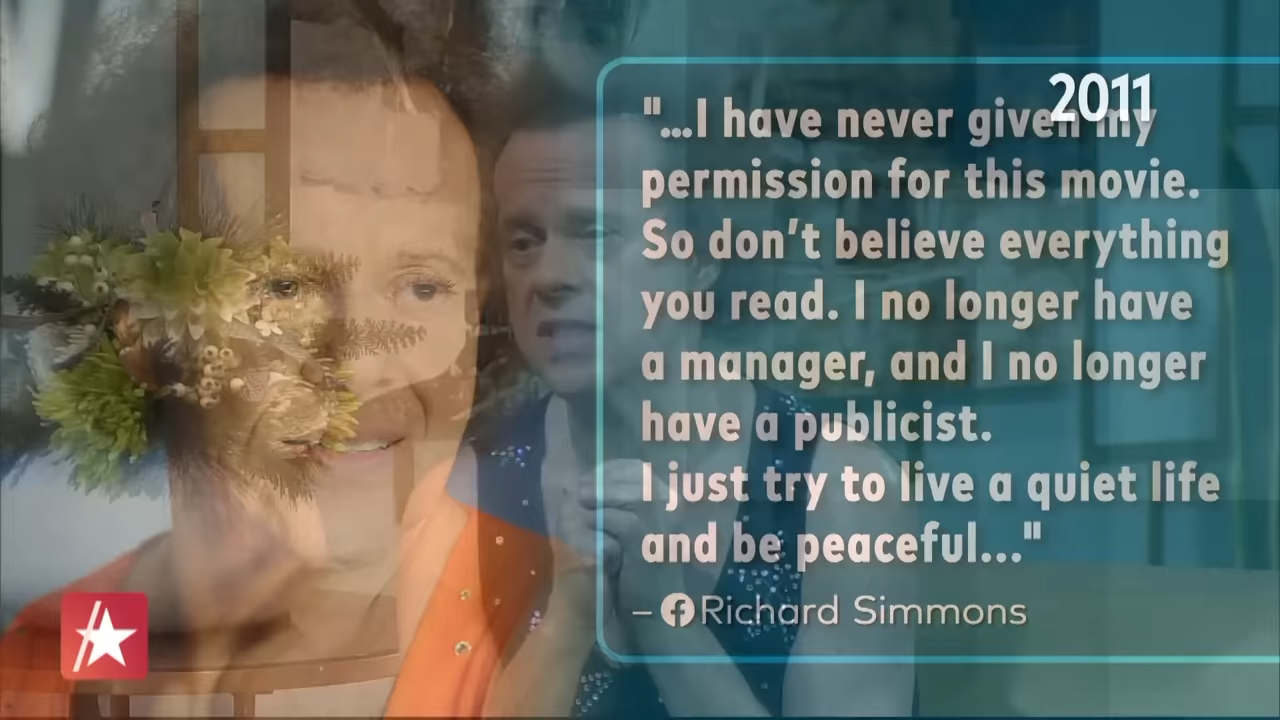 2011
"...I have never given my
permission for this movie.
So don't believe everything
you read. I no longer have
a manager, and I no longer
have a publicist.
I just try to live a quiet life
and be peaceful..."
– Richard Simmons